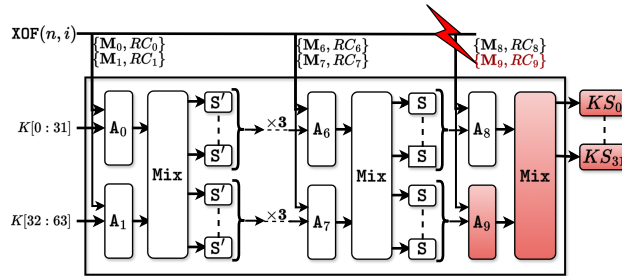 XOF(n, i)
{M₀, RC₀}
{M₁, RC₁}
{M₆, RC₆}
{M₇, RC₇}
{M₈, RC₈}
{M₉, RC₉}
K[0 : 31]
A₀
Mix
S′
S′
×3
A₆
Mix
S
S
A₈
Mix
KS₀
KS₃₁
K[32 : 63]
A₁
S′
S′
×3
A₇
S
S
A₉